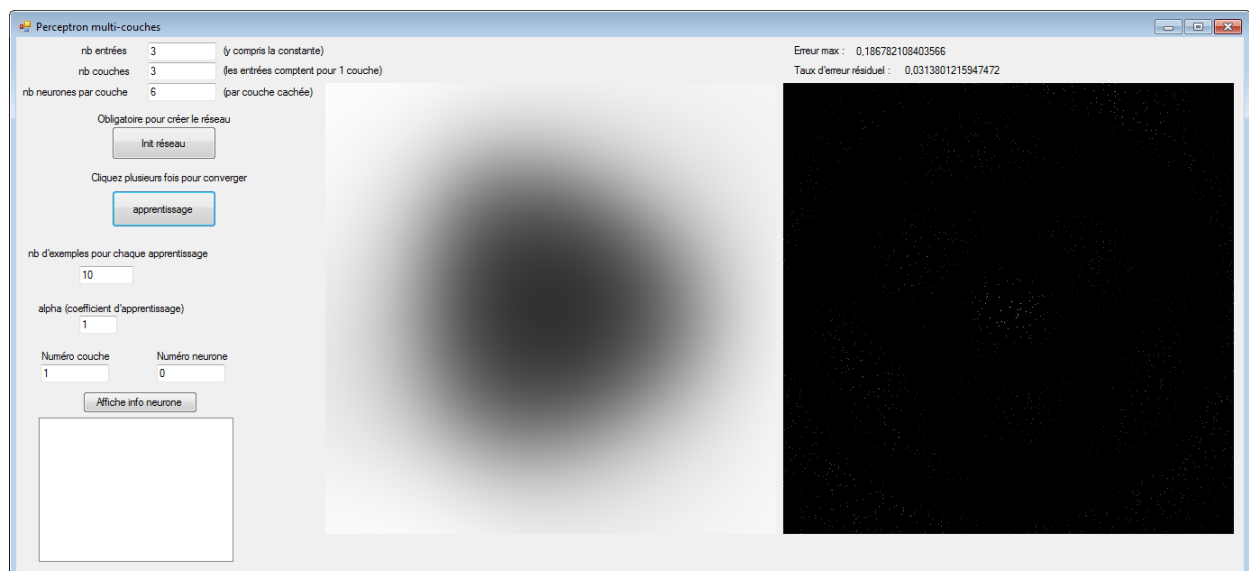 Perceptron multi-couches
nb entrées 3 (y compris la constante)
nb couches 3 (les entrées comptent pour 1 couche)
nb neurones par couche 6 (par couche cachée)
Obligatoire pour créer le réseau
Init réseau
Cliquez plusieurs fois pour converger
apprentissage
nb d'exemples pour chaque apprentissage
10
alpha (coefficient d'apprentissage)
1
Numéro couche Numéro neurone
1 0
Affiche info neurone
Erreur max : 0,186782108403566
Taux d'erreur résiduel : 0,0313801215947472